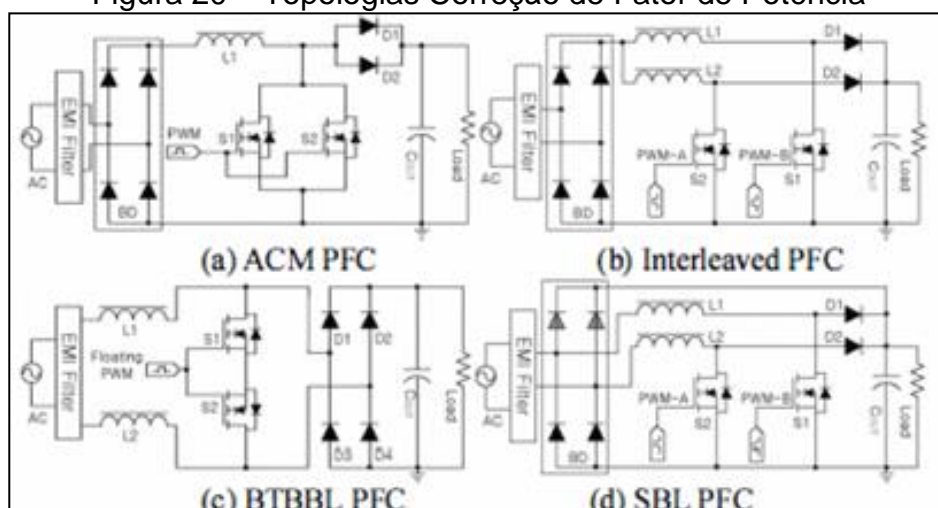 Figura 20 – Topologias Correção do Fator de Potência
L1
D1
D2
EMI Filter
AC
BD
PWM
S1
S2
Cout
Load
(a) ACM PFC
L1
D1
L2
D2
EMI Filter
AC
BD
PWM-A
PWM-B
S2
S1
Cout
Load
(b) Interleaved PFC
EMI Filter
L1
AC
Floating
PWM
S1
S2
L2
D1
D2
D3
D4
Cout
Load
(c) BTBBL PFC
L1
D1
L2
D2
EMI Filter
AC
BD
PWM-A
PWM-B
S2
S1
Cout
Load
(d) SBL PFC